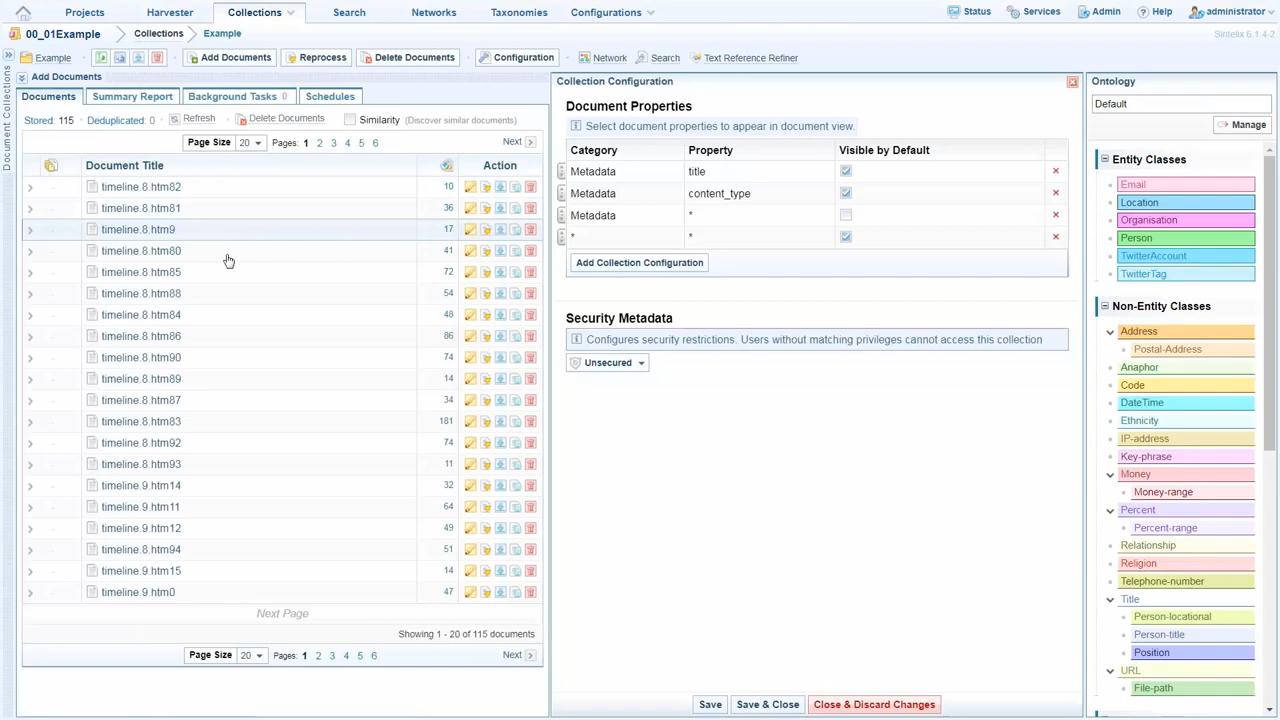 Projects Harvester Collections Search Networks Taxonomies Configurations Status Services Admin Help administrator
00_01Example Collections Example Sintelix 6.1.4-2
Example Add Documents Reprocess Delete Documents Configuration Network Search Text Reference Refiner
Document Collections
Add Documents
Documents Summary Report Background Tasks 0 Schedules
Stored: 115 Deduplicated: 0 Refresh Delete Documents Similarity (Discover similar documents)
Page Size 20 Pages: 1 2 3 4 5 6 Next
Document Title Action
timeline.8.htm82 10
timeline.8.htm81 36
timeline.8.htm9 17
timeline.8.htm80 41
timeline.8.htm85 72
timeline.8.htm88 54
timeline.8.htm84 48
timeline.8.htm86 86
timeline.8.htm90 74
timeline.8.htm89 14
timeline.8.htm87 34
timeline.8.htm83 181
timeline.8.htm92 74
timeline.8.htm93 11
timeline.9.htm14 32
timeline.9.htm11 64
timeline.9.htm12 49
timeline.8.htm94 51
timeline.9.htm15 14
timeline.9.htm0 47
Next Page
Showing 1 - 20 of 115 documents
Page Size 20 Pages: 1 2 3 4 5 6 Next
Collection Configuration
Document Properties
Select document properties to appear in document view.
Category Property Visible by Default
Metadata title
Metadata content_type
Metadata *
* *
Add Collection Configuration
Security Metadata
Configures security restrictions. Users without matching privileges cannot access this collection
Unsecured
Save Save & Close Close & Discard Changes
Ontology
Default
Manage
Entity Classes
Email
Location
Organisation
Person
TwitterAccount
TwitterTag
Non-Entity Classes
Address
Postal-Address
Anaphor
Code
DateTime
Ethnicity
IP-address
Key-phrase
Money
Money-range
Percent
Percent-range
Relationship
Religion
Telephone-number
Title
Person-locational
Person-title
Position
URL
File-path